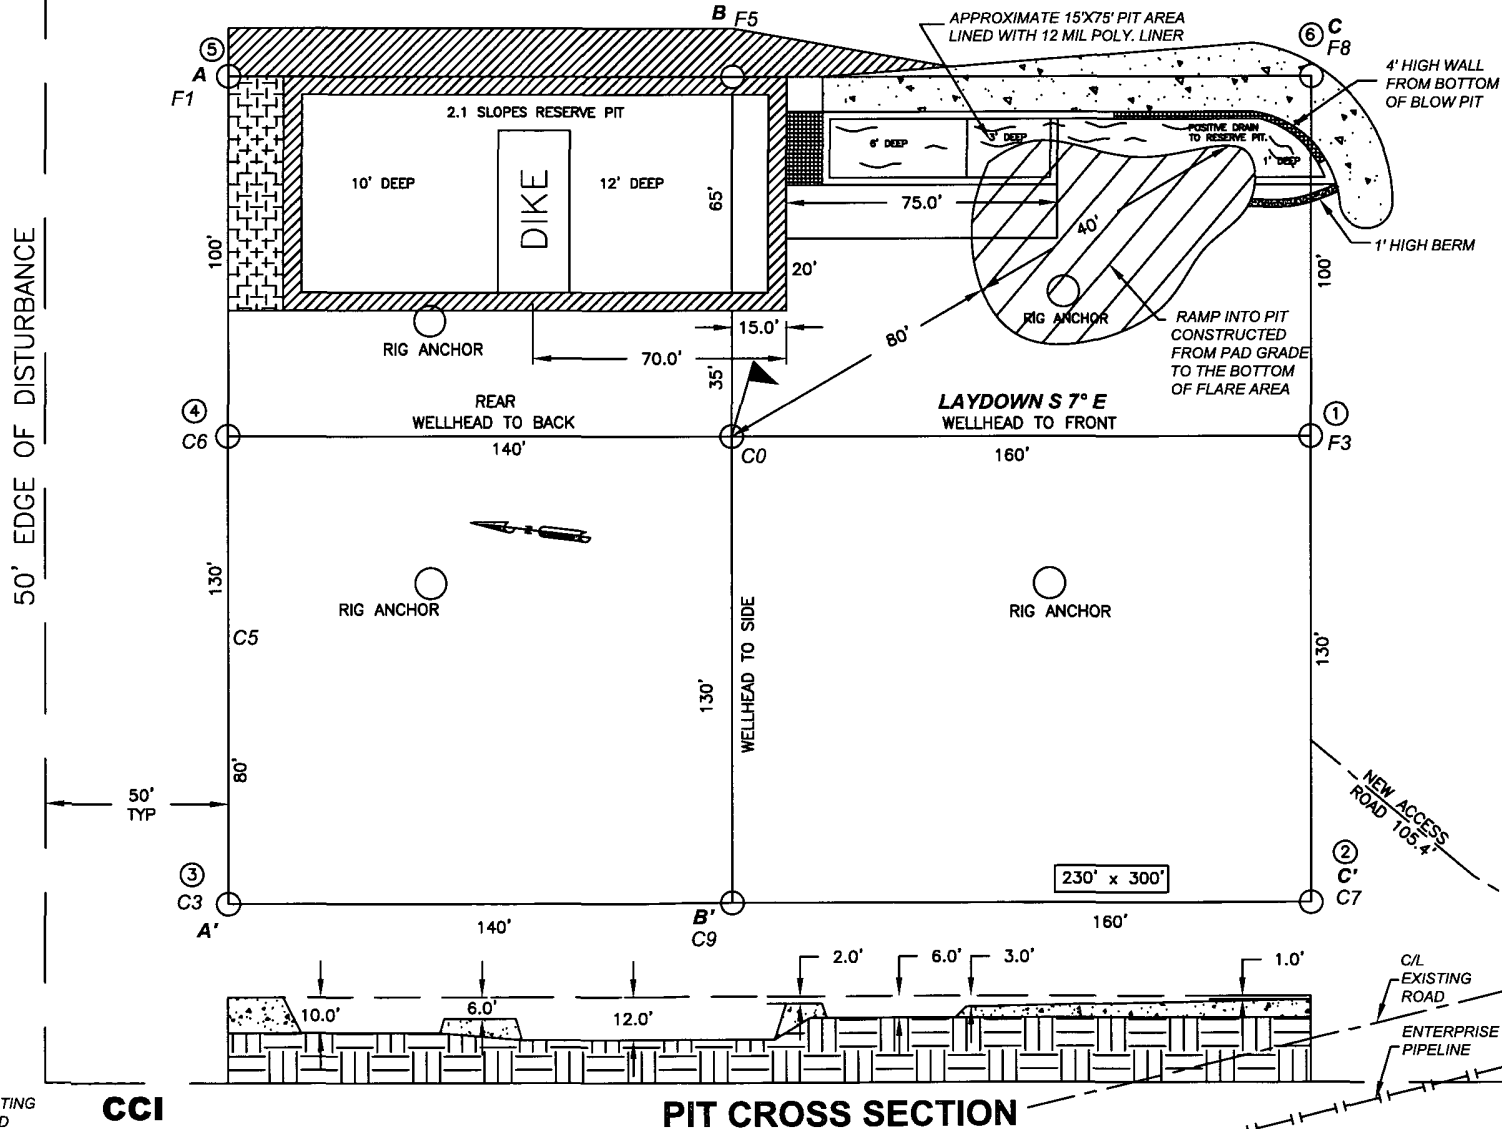 B
F5
APPROXIMATE 15'X75' PIT AREA
LINED WITH 12 MIL POLY. LINER
6
C
F8
5
A
F1
4' HIGH WALL
FROM BOTTOM
OF BLOW PIT
2.1 SLOPES RESERVE PIT
10' DEEP
DIKE
12' DEEP
6' DEEP
3' DEEP
POSITIVE DRAIN
TO RESERVE PIT.
1' DEEP
65'
75.0'
40'
1' HIGH BERM
100'
20'
100'
RIG ANCHOR
RIG ANCHOR
15.0'
70.0'
35'
80'
RAMP INTO PIT
CONSTRUCTED
FROM PAD GRADE
TO THE BOTTOM
OF FLARE AREA
50' EDGE OF DISTURBANCE
4
C6
REAR
WELLHEAD TO BACK
140'
C0
LAYDOWN S 7° E
WELLHEAD TO FRONT
160'
1
F3
N
130'
RIG ANCHOR
RIG ANCHOR
C5
WELLHEAD TO SIDE
130'
130'
80'
50'
TYP
NEW ACCESS
ROAD 105.4'
3
C3
A'
140'
B'
C9
230' x 300'
160'
2
C'
C7
10.0'
6.0'
12.0'
2.0'
6.0'
3.0'
1.0'
C/L
EXISTING
ROAD
ENTERPRISE
PIPELINE
TING
D
CCI
PIT CROSS SECTION